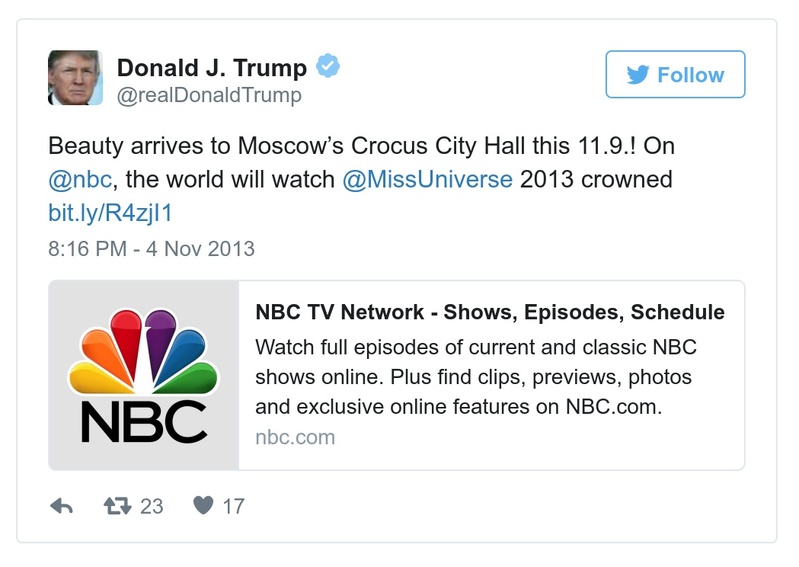 Donald J. Trump
@realDonaldTrump
Follow
Beauty arrives to Moscow’s Crocus City Hall this 11.9.! On
@nbc, the world will watch @MissUniverse 2013 crowned
bit.ly/R4zjI1
8:16 PM - 4 Nov 2013
NBC TV Network - Shows, Episodes, Schedule
Watch full episodes of current and classic NBC
shows online. Plus find clips, previews, photos
and exclusive online features on NBC.com.
nbc.com
NBC
23 17